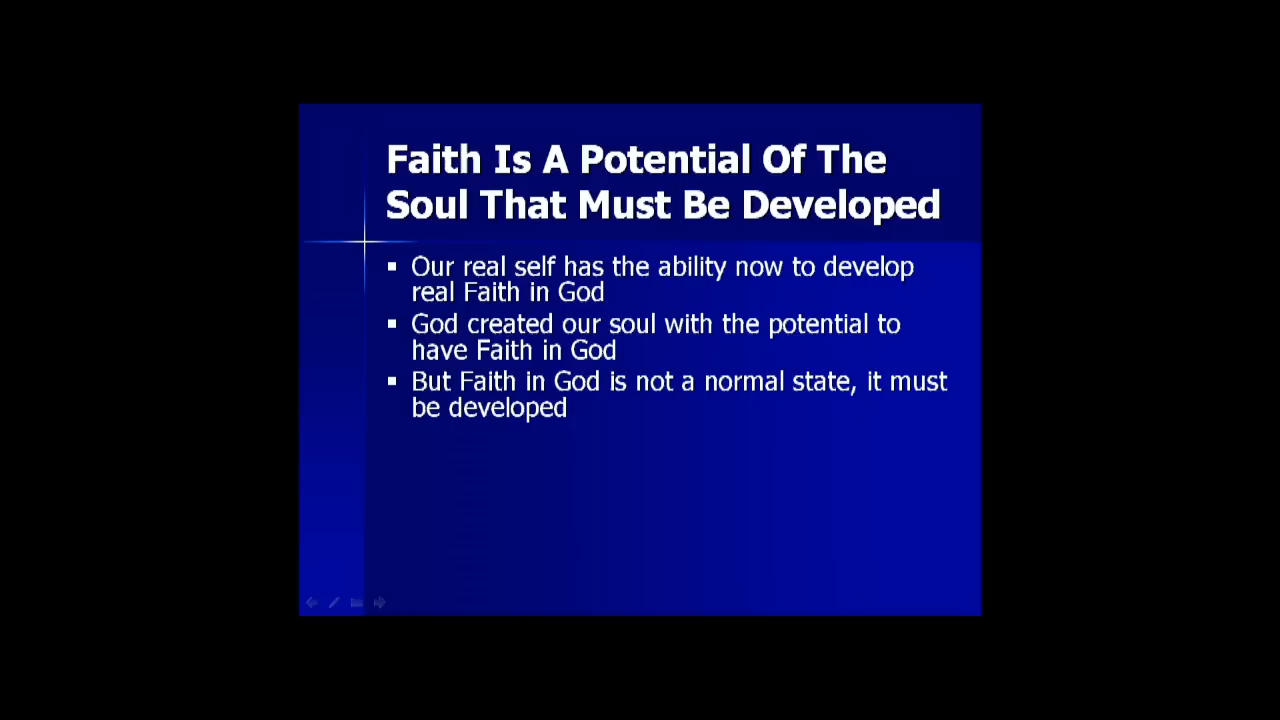 Faith Is A Potential Of The
Soul That Must Be Developed
▪ Our real self has the ability now to develop
real Faith in God
▪ God created our soul with the potential to
have Faith in God
▪ But Faith in God is not a normal state, it must
be developed